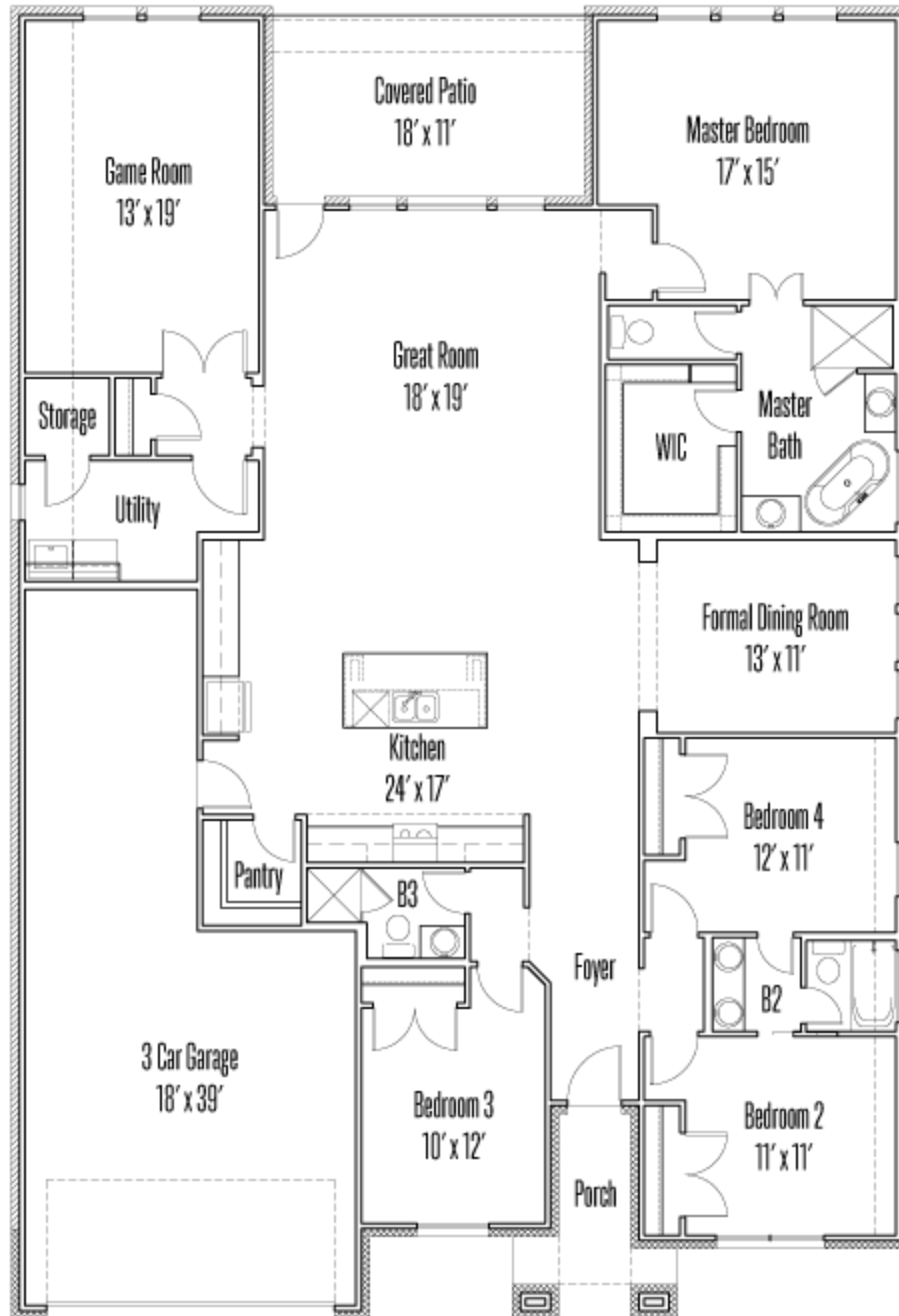 Covered Patio
18′ x 11′
Master Bedroom
17′ x 15′
Game Room
13′ x 19′
Great Room
18′ x 19′
Storage
Master
Bath
WIC
Utility
Formal Dining Room
13′ x 11′
Kitchen
24′ x 17′
Bedroom 4
12′ x 11′
Pantry
B3
Foyer
B2
3 Car Garage
18′ x 39′
Bedroom 3
10′ x 12′
Bedroom 2
11′ x 11′
Porch